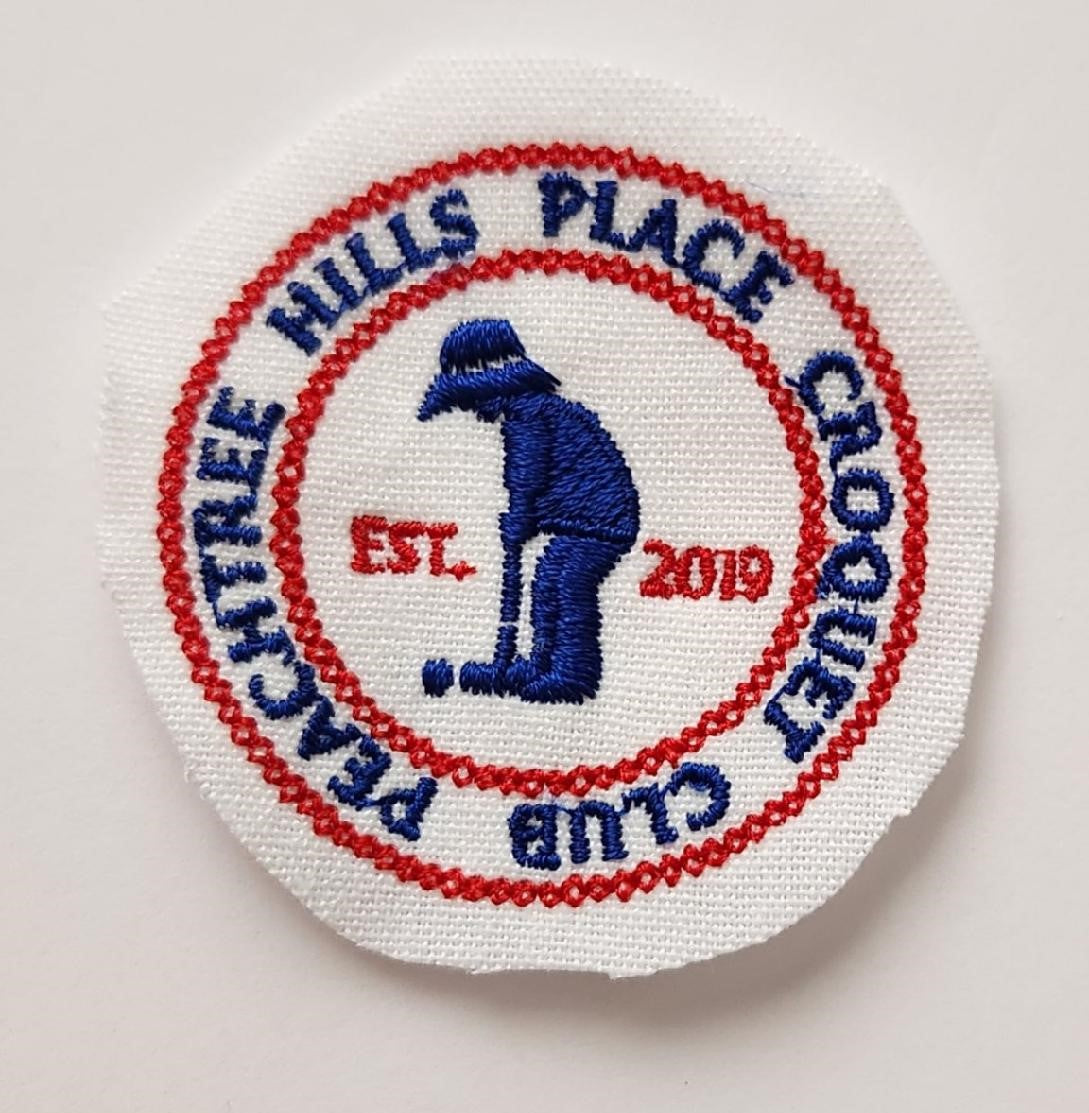 PEACHTREE HILLS PLACE CROQUET CLUB
EST. 2019